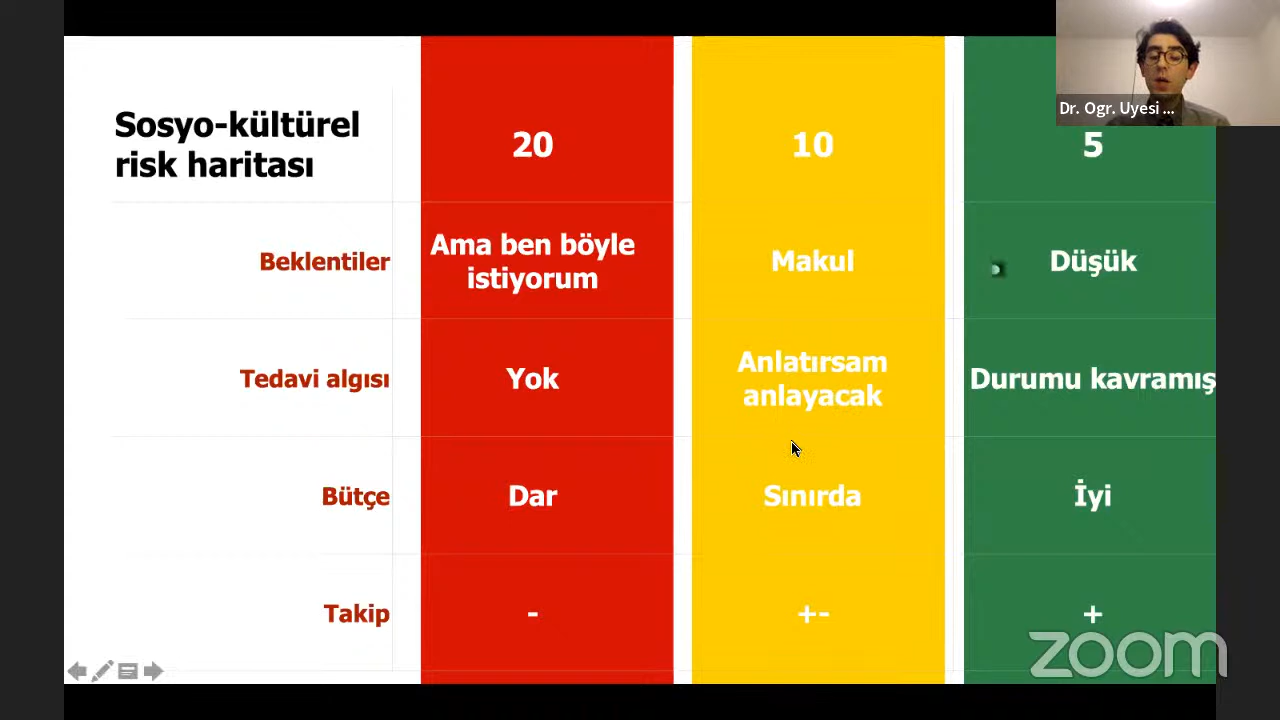 Dr. Ogr. Uyesi ...
Sosyo-kültürel
risk haritası
20
10
5
Beklentiler
Ama ben böyle
istiyorum
Makul
Düşük
Tedavi algısı
Yok
Anlatırsam
anlayacak
Durumu kavramış
Bütçe
Dar
Sınırda
İyi
Takip
-
+-
+
zoom